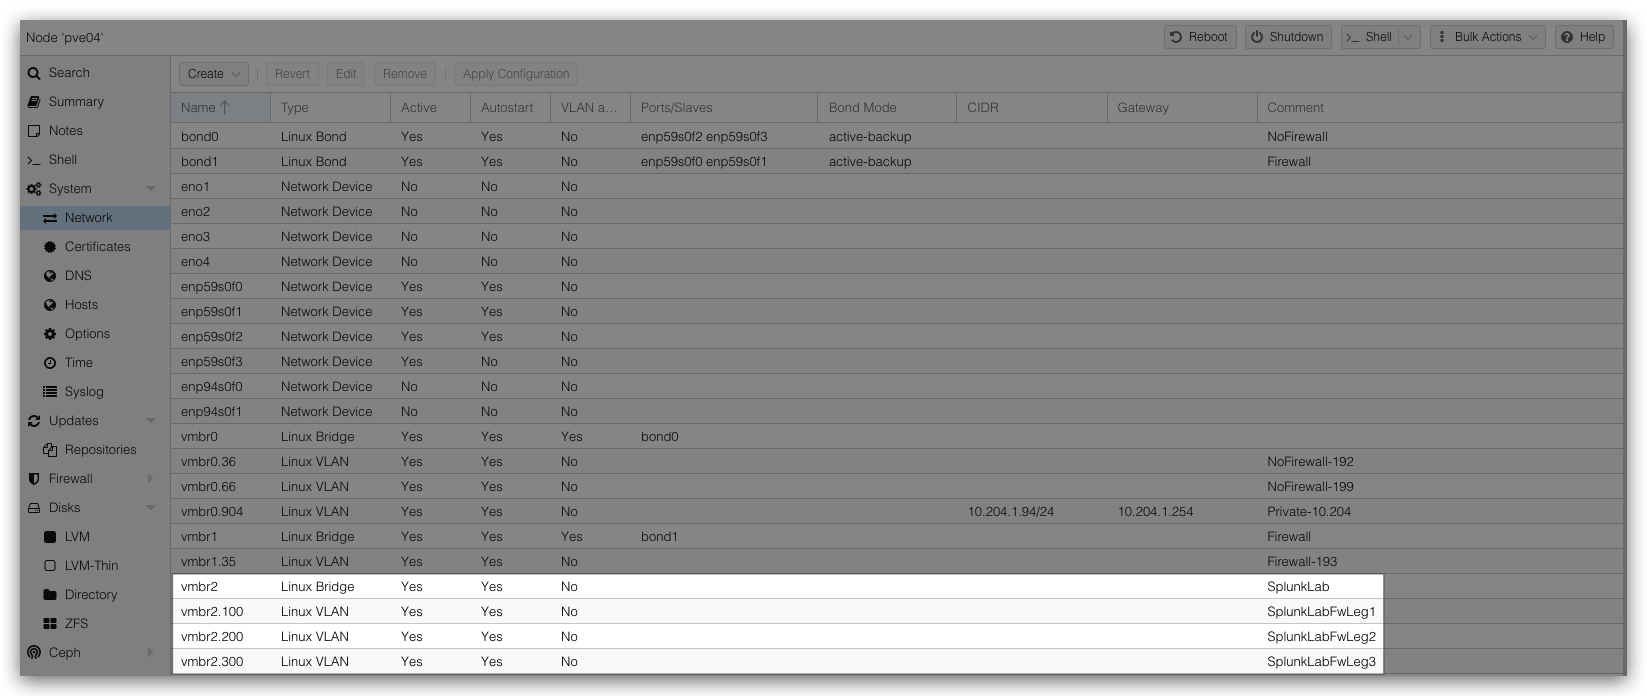 Node 'pve04' Reboot Shutdown Shell Bulk Actions Help
Search
Summary
Notes
Shell
System
Network
Certificates
DNS
Hosts
Options
Time
Syslog
Updates
Repositories
Firewall
Disks
LVM
LVM-Thin
Directory
ZFS
Ceph
Create Revert Edit Remove Apply Configuration
Name Type Active Autostart VLAN a... Ports/Slaves Bond Mode CIDR Gateway Comment
bond0 Linux Bond Yes Yes No enp59s0f2 enp59s0f3 active-backup NoFirewall
bond1 Linux Bond Yes Yes No enp59s0f0 enp59s0f1 active-backup Firewall
eno1 Network Device No No No
eno2 Network Device No No No
eno3 Network Device No No No
eno4 Network Device No No No
enp59s0f0 Network Device Yes Yes No
enp59s0f1 Network Device Yes Yes No
enp59s0f2 Network Device Yes Yes No
enp59s0f3 Network Device Yes No No
enp94s0f0 Network Device No No No
enp94s0f1 Network Device No No No
vmbr0 Linux Bridge Yes Yes Yes bond0
vmbr0.36 Linux VLAN Yes Yes No NoFirewall-192
vmbr0.66 Linux VLAN Yes Yes No NoFirewall-199
vmbr0.904 Linux VLAN Yes Yes No 10.204.1.94/24 10.204.1.254 Private-10.204
vmbr1 Linux Bridge Yes Yes Yes bond1 Firewall
vmbr1.35 Linux VLAN Yes Yes No Firewall-193
vmbr2 Linux Bridge Yes Yes No SplunkLab
vmbr2.100 Linux VLAN Yes Yes No SplunkLabFwLeg1
vmbr2.200 Linux VLAN Yes Yes No SplunkLabFwLeg2
vmbr2.300 Linux VLAN Yes Yes No SplunkLabFwLeg3